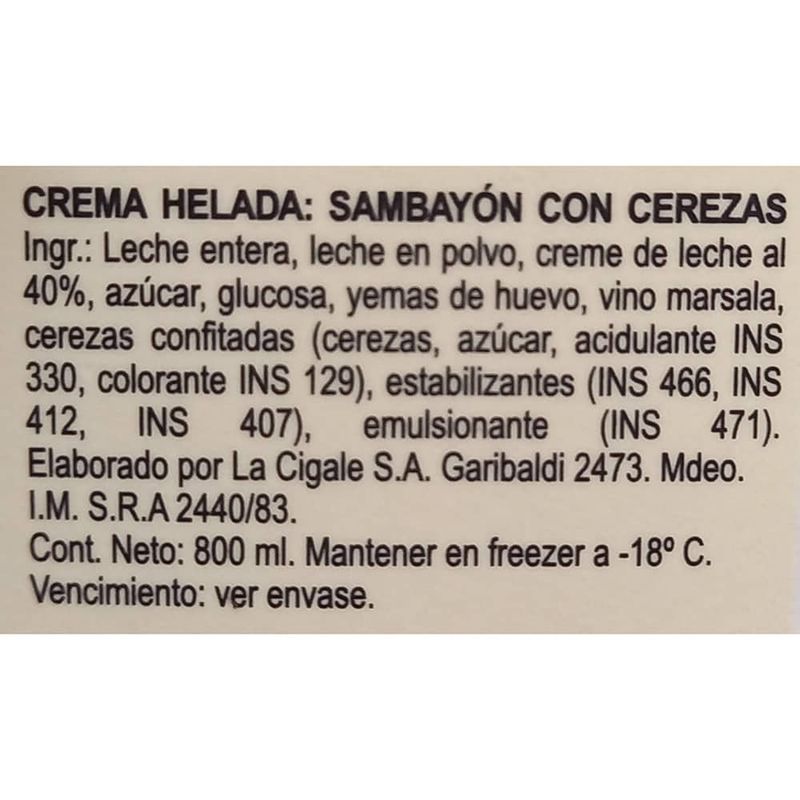 CREMA HELADA: SAMBAYÓN CON CEREZAS
Ingr.: Leche entera, leche en polvo, creme de leche al
40%, azúcar, glucosa, yemas de huevo, vino marsala,
cerezas confitadas (cerezas, azúcar, acidulante INS
330, colorante INS 129), estabilizantes (INS 466, INS
412, INS 407), emulsionante (INS 471).
Elaborado por La Cigale S.A. Garibaldi 2473. Mdeo.
I.M. S.R.A 2440/83.
Cont. Neto: 800 ml. Mantener en freezer a -18º C.
Vencimiento: ver envase.